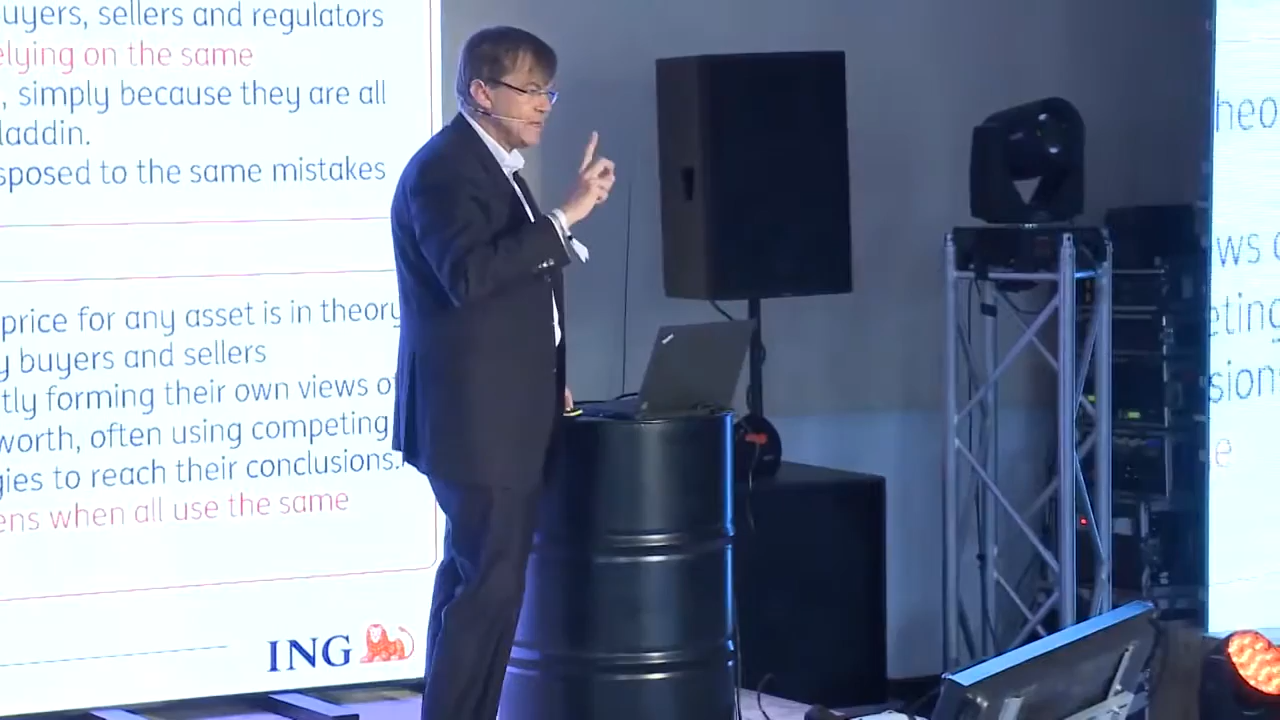 uyers, sellers and regulators
elying on the same
, simply because they are all
laddin.
sposed to the same mistakes
price for any asset is in theory
y buyers and sellers
tly forming their own views of
worth, often using competing
gies to reach their conclusions.
ens when all use the same
ING
heo
ws
eting
sion
e